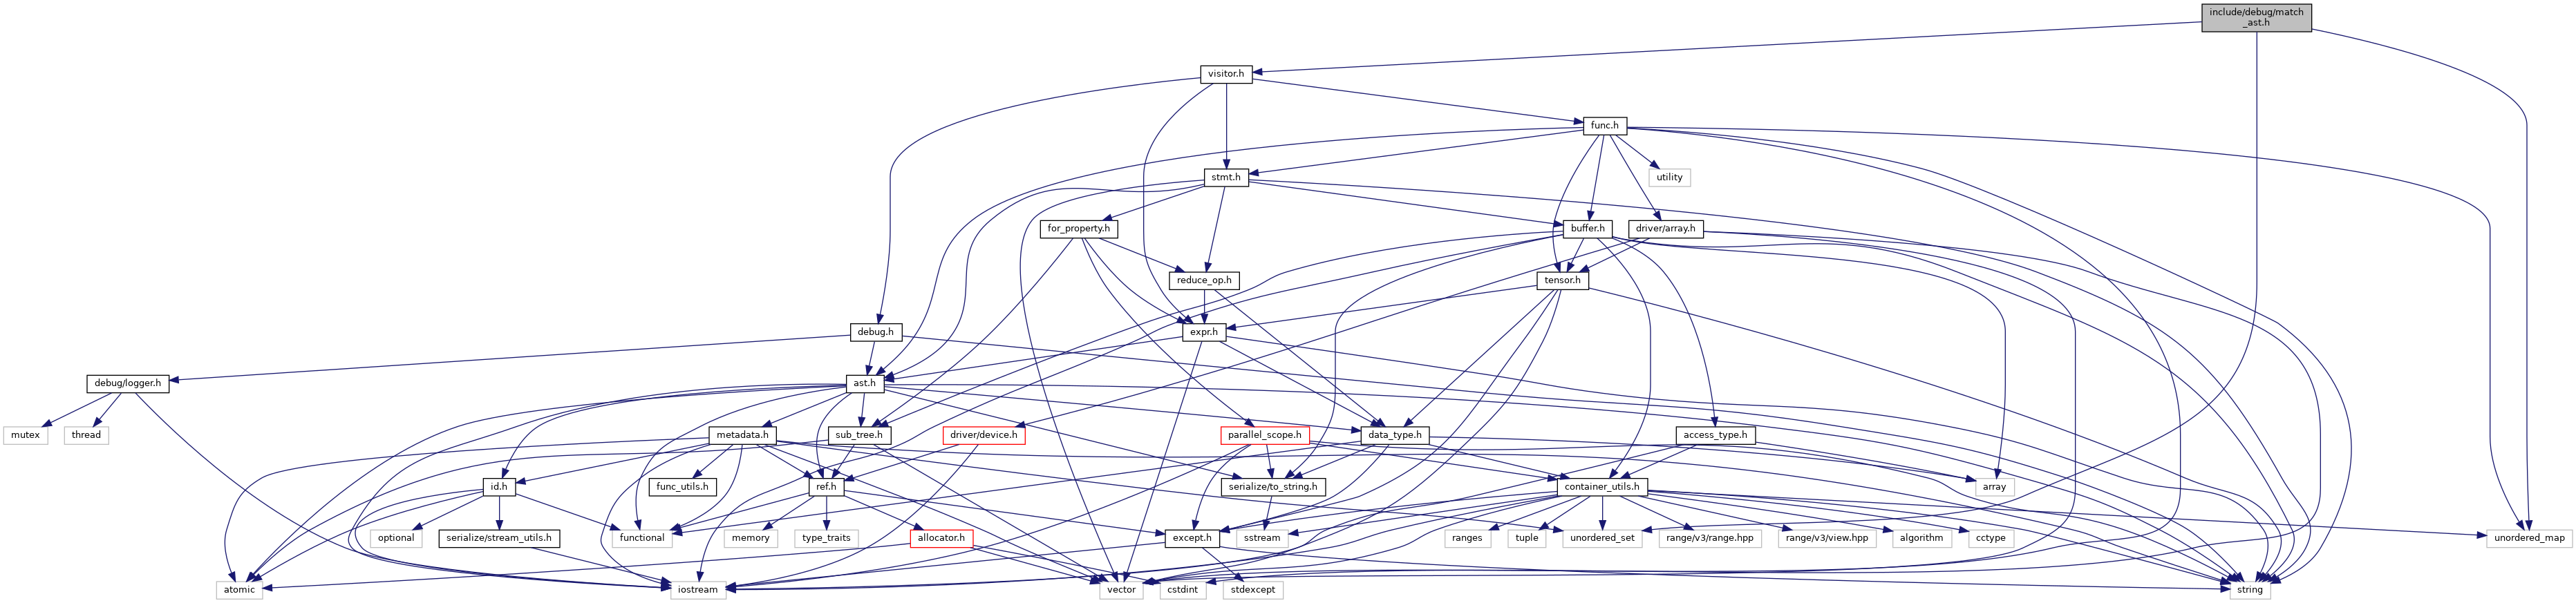 include/debug/match
_ast.h
visitor.h
func.h
stmt.h
utility
for_property.h
buffer.h
driver/array.h
reduce_op.h
tensor.h
debug.h
expr.h
debug/logger.h
ast.h
mutex
thread
metadata.h
sub_tree.h
driver/device.h
parallel_scope.h
data_type.h
access_type.h
id.h
func_utils.h
ref.h
serialize/to_string.h
container_utils.h
array
optional
serialize/stream_utils.h
functional
memory
type_traits
allocator.h
except.h
sstream
ranges
tuple
unordered_set
range/v3/range.hpp
range/v3/view.hpp
algorithm
cctype
unordered_map
atomic
iostream
vector
cstdint
stdexcept
string